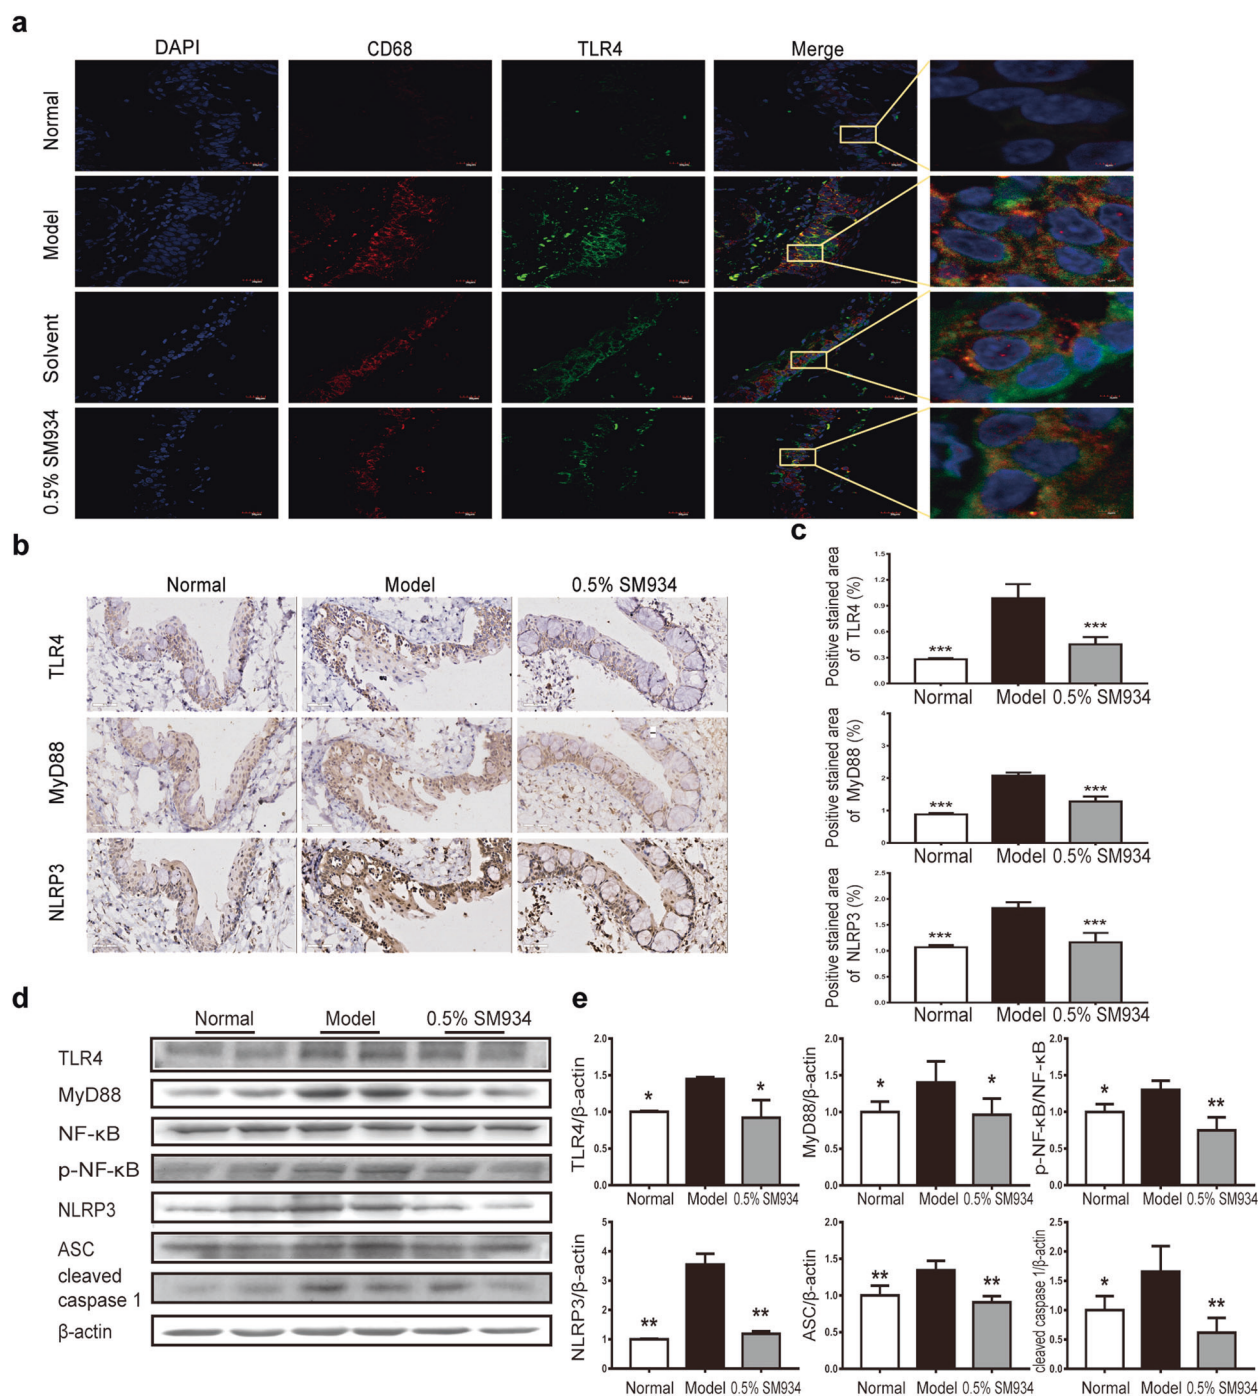 a
DAPI CD68 TLR4 Merge
Normal
Model
Solvent
0.5% SM934
b
Normal Model 0.5% SM934
TLR4
MyD88
NLRP3
c
Positive stained area
of TLR4 (%)
1.5
1.2
0.9
0.6
0.3
0.0
***
***
Normal Model 0.5% SM934
Positive stained area
of MyD88 (%)
4
3
2
1
0
***
***
Normal Model 0.5% SM934
Positive stained area
of NLRP3 (%)
2.5
2.0
1.5
1.0
0.5
0.0
***
***
Normal Model 0.5% SM934
d
Normal Model 0.5% SM934
TLR4
MyD88
NF-κB
p-NF-κB
NLRP3
ASC
cleaved
caspase 1
β-actin
e
TLR4/β-actin
2.0
1.5
1.0
0.5
0.0
*
*
Normal Model 0.5% SM934
MyD88/β-actin
2.0
1.5
1.0
0.5
0.0
*
*
Normal Model 0.5% SM934
p-NF-κB/NF-κB
2.0
1.5
1.0
0.5
0.0
*
**
Normal Model 0.5% SM934
NLRP3/β-actin
5
4
3
2
1
0
**
**
Normal Model 0.5% SM934
ASC/β-actin
2.0
1.5
1.0
0.5
0.0
**
**
Normal Model 0.5% SM934
cleaved caspase 1/β-actin
2.5
2.0
1.5
1.0
0.5
0.0
*
**
Normal Model 0.5% SM934